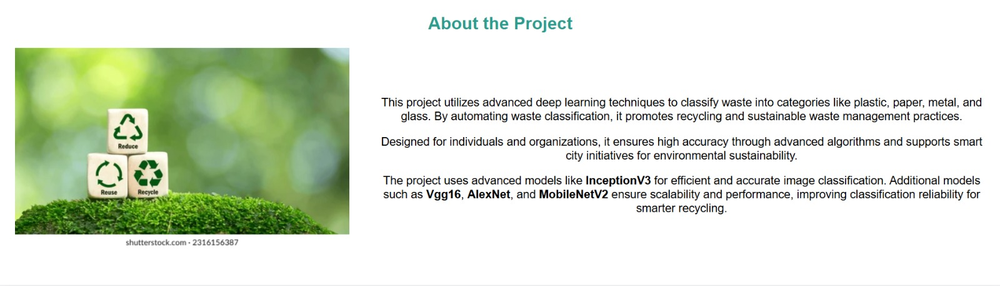 About the Project
Reduce
Reuse
Recycle
shutterstock.com · 2316156387
This project utilizes advanced deep learning techniques to classify waste into categories like plastic, paper, metal, and
glass. By automating waste classification, it promotes recycling and sustainable waste management practices.
Designed for individuals and organizations, it ensures high accuracy through advanced algorithms and supports smart
city initiatives for environmental sustainability.
The project uses advanced models like InceptionV3 for efficient and accurate image classification. Additional models
such as Vgg16, AlexNet, and MobileNetV2 ensure scalability and performance, improving classification reliability for
smarter recycling.